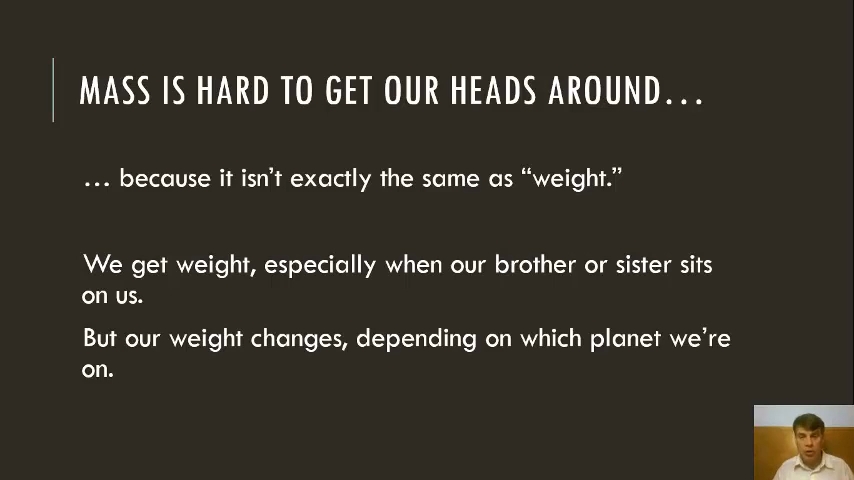 MASS IS HARD TO GET OUR HEADS AROUND…
… because it isn’t exactly the same as “weight.”
We get weight, especially when our brother or sister sits
on us.
But our weight changes, depending on which planet we’re
on.